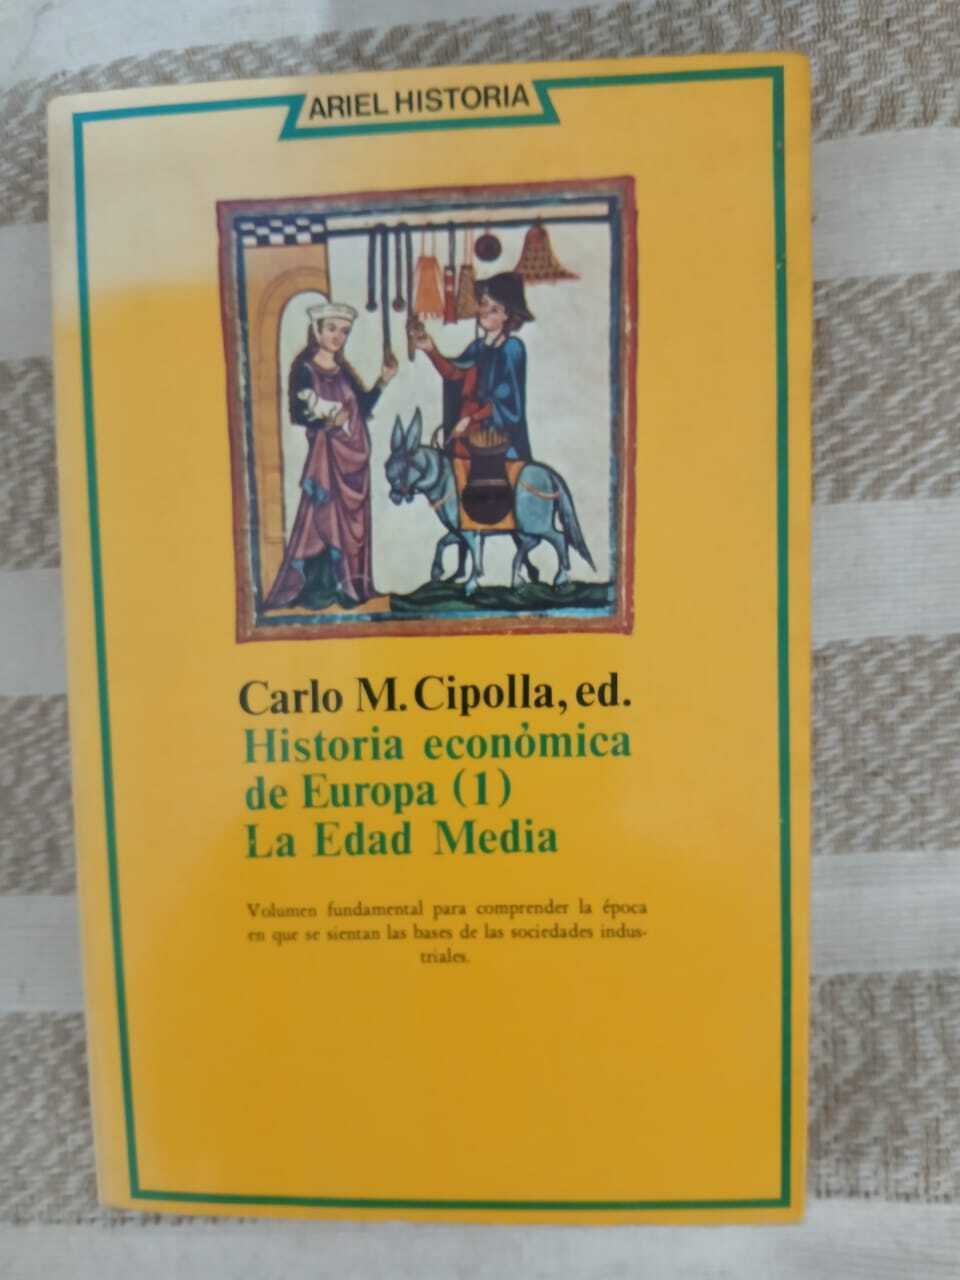 ARIEL HISTORIA
Carlo M. Cipolla, ed.
Historia económica
de Europa (1)
La Edad Media
Volumen fundamental para comprender la época
en que se sientan las bases de las sociedades indus-
triales.